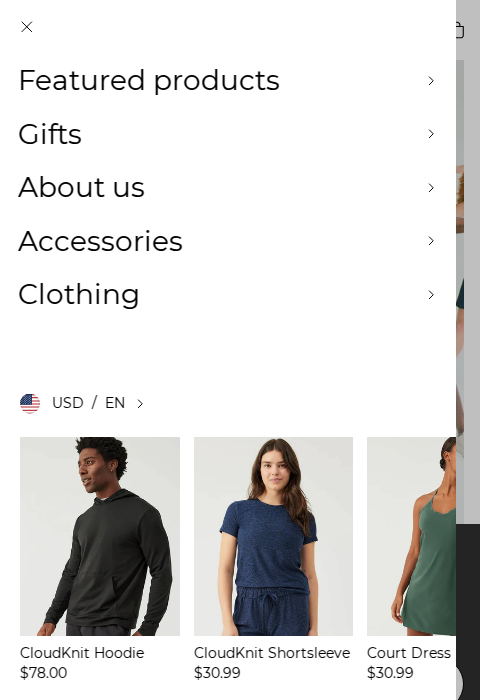 Featured products
Gifts
About us
Accessories
Clothing
USD / EN
CloudKnit Hoodie
$78.00
CloudKnit Shortsleeve
$30.99
Court Dress
$30.99